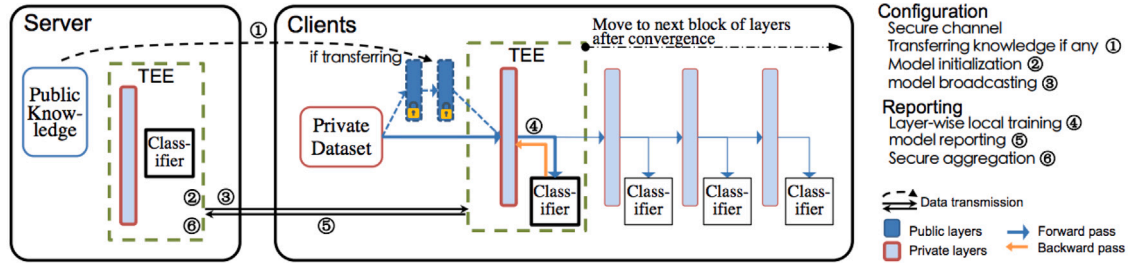 Server
Clients
①
Move to next block of layers
after convergence
if transferring
TEE
TEE
Public
Know-
ledge
Class-
ifier
Private
Dataset
④
Class-
ifier
Class-
ifier
Class-
ifier
Class-
ifier
②
③
⑥
⑤
Configuration
Secure channel
Transferring knowledge if any ①
Model initialization ②
model broadcasting ③
Reporting
Layer-wise local training ④
model reporting ⑤
Secure aggregation ⑥
Data transmission
Public layers
Forward pass
Private layers
Backward pass